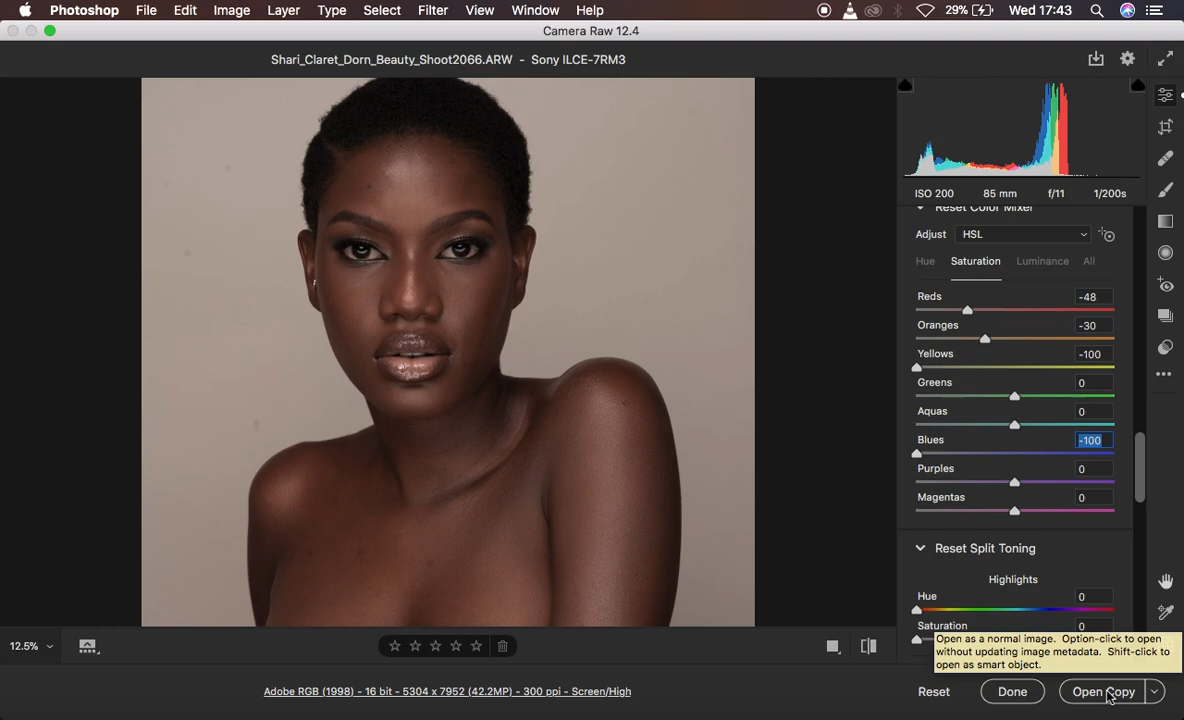 Photoshop File Edit Image Layer Type Select Filter View Window Help 29% Wed 17:43
Camera Raw 12.4
Shari_Claret_Dorn_Beauty_Shoot2066.ARW - Sony ILCE-7RM3
ISO 200 85 mm f/11 1/200s
Reset Color Mixer
Adjust HSL
Hue Saturation Luminance All
Reds -48
Oranges -30
Yellows -100
Greens 0
Aquas 0
Blues -100
Purples 0
Magentas 0
Reset Split Toning
Highlights
Hue 0
Saturation 0
Open as a normal image. Option-click to open
without updating image metadata. Shift-click to
open as smart object.
12.5%
Adobe RGB (1998) - 16 bit - 5304 x 7952 (42.2MP) - 300 ppi - Screen/High
Reset Done Open Copy